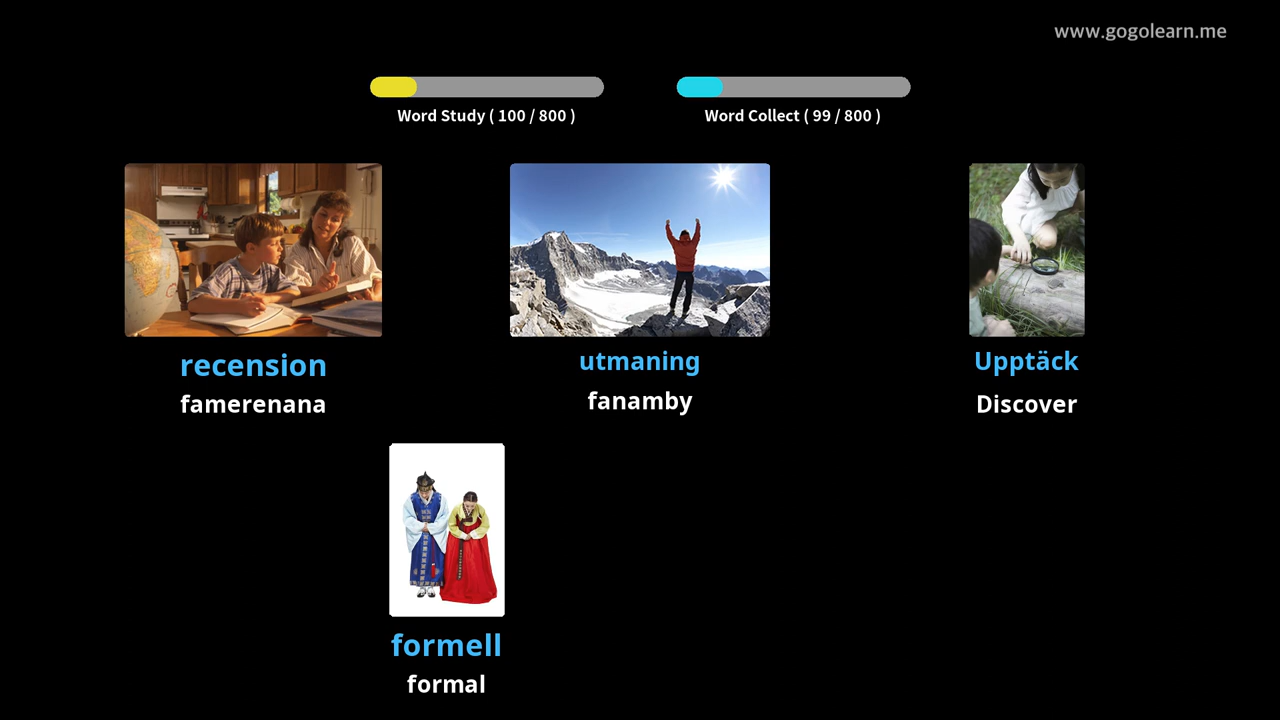 www.gogolearn.me
Word Study ( 100 / 800 )
Word Collect ( 99 / 800 )
recension
famerenana
utmaning
fanamby
Upptäck
Discover
formell
formal